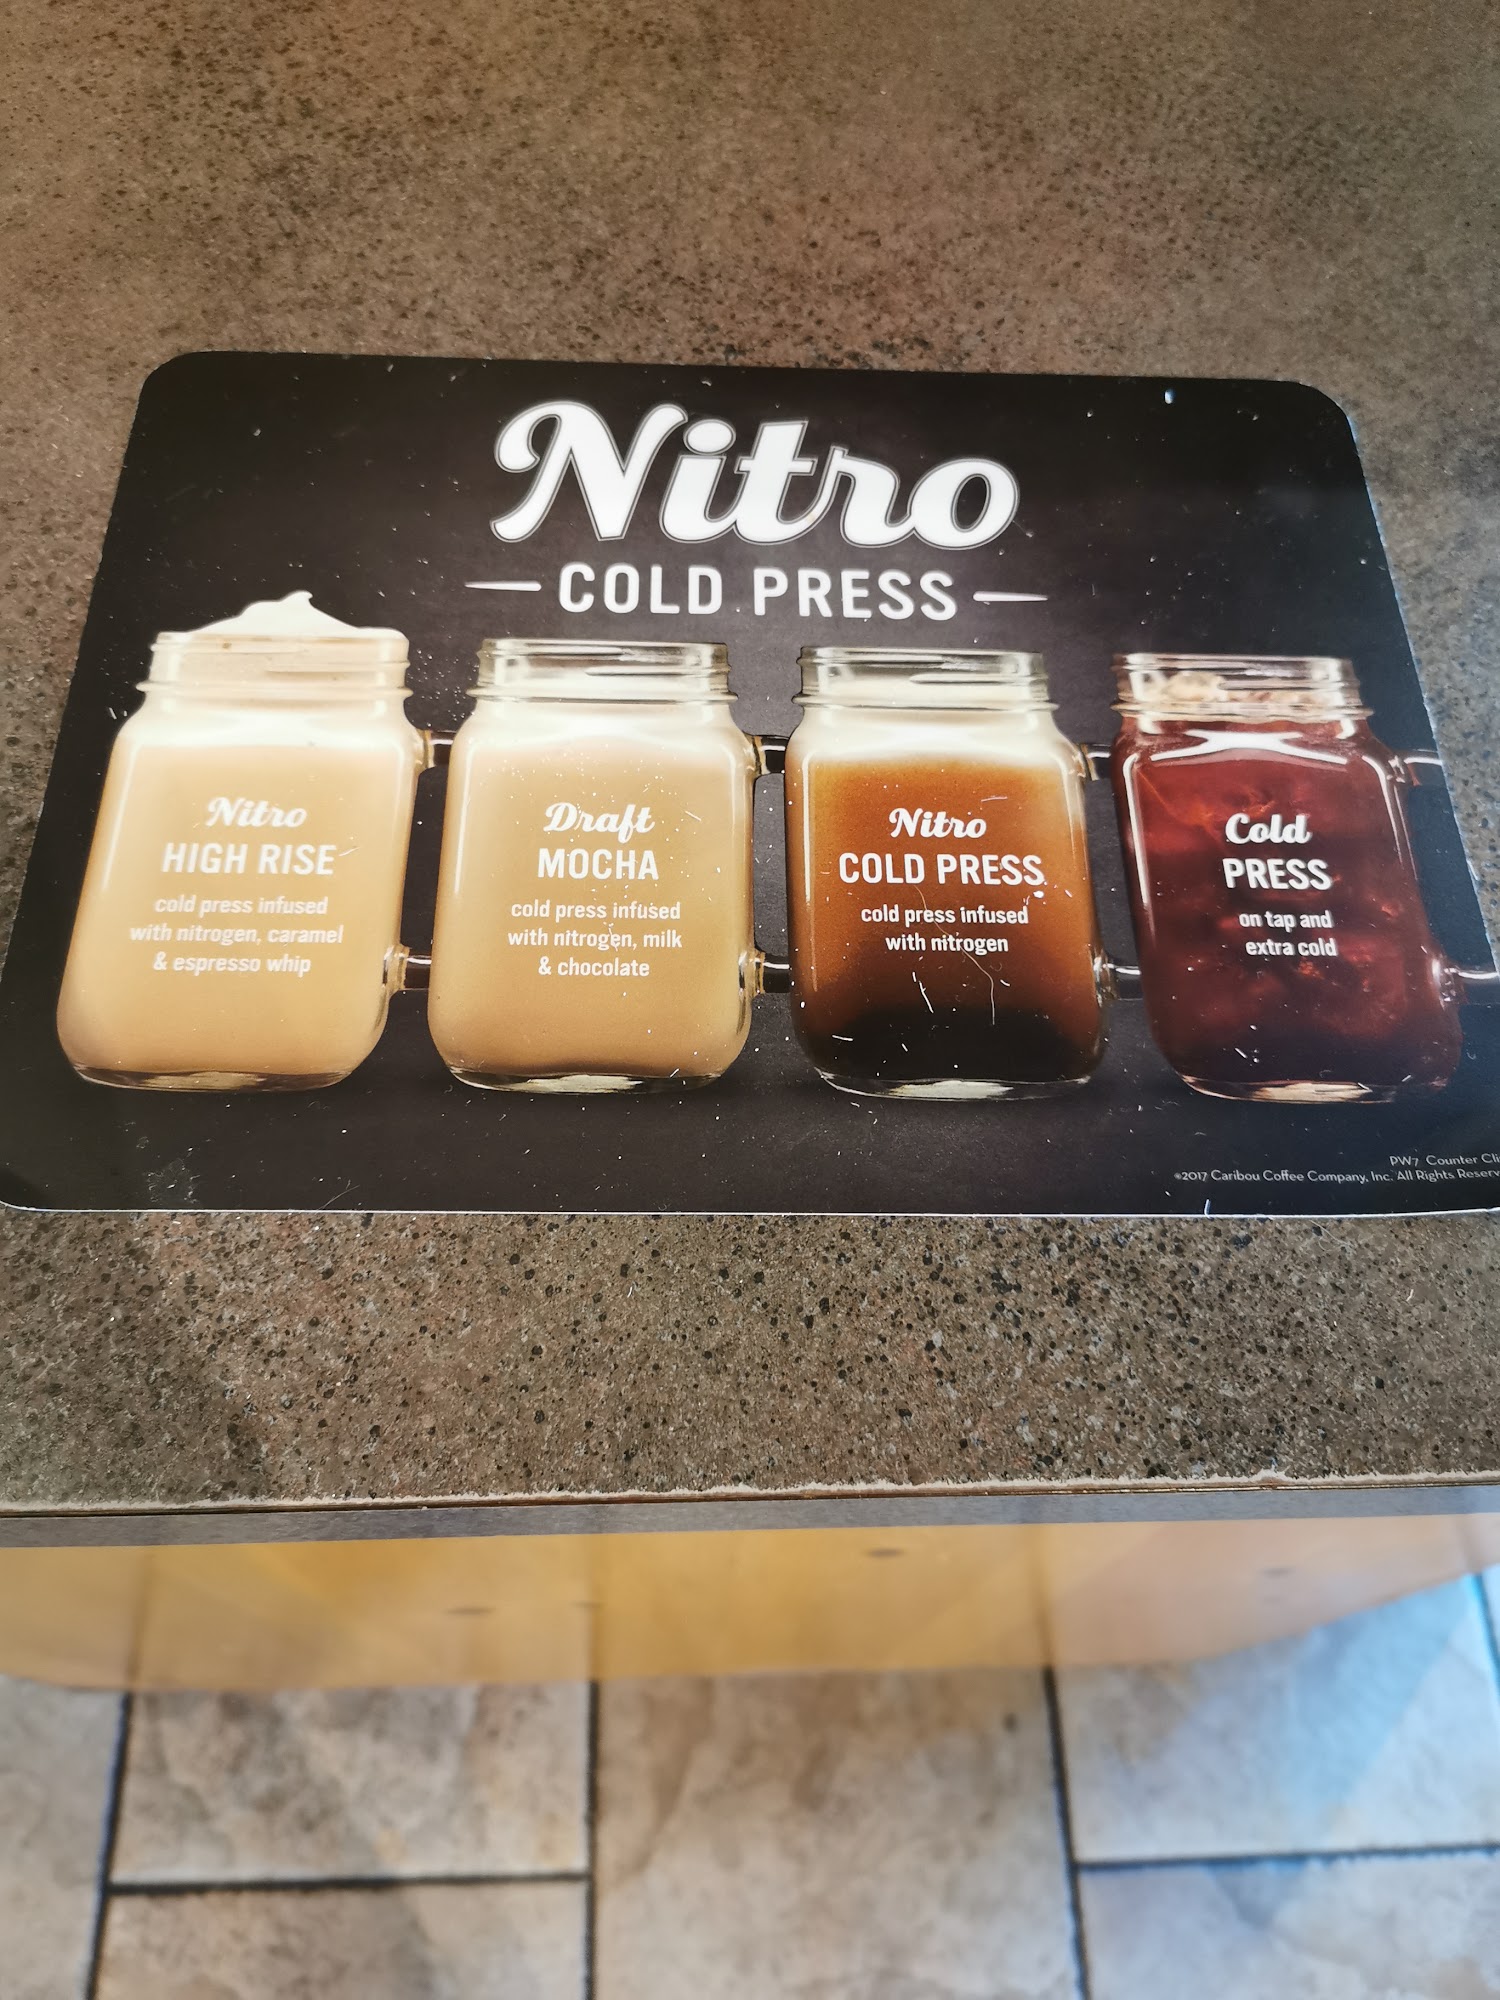 Nitro
COLD PRESS
Nitro
HIGH RISE
cold press infused
with nitrogen, caramel
& espresso whip
Draft
MOCHA
cold press infused
with nitrogen, milk
& chocolate
Nitro
COLD PRESS
cold press infused
with nitrogen
Cold
PRESS
on tap and
extra cold
PW7 Counter
©2017 Caribou Coffee Company, Inc. All Rights